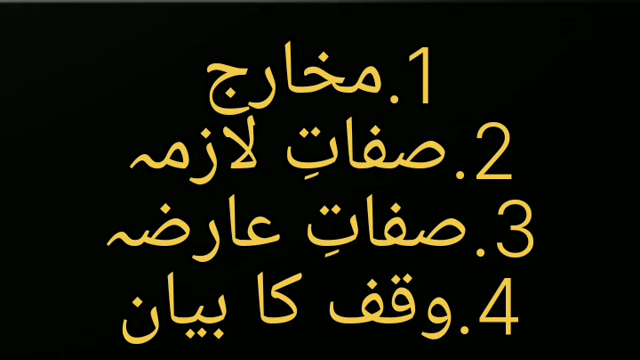 1.مخارج
2.صفاتِ لازمہ
3.صفاتِ عارضہ
4.وقف کا بیان